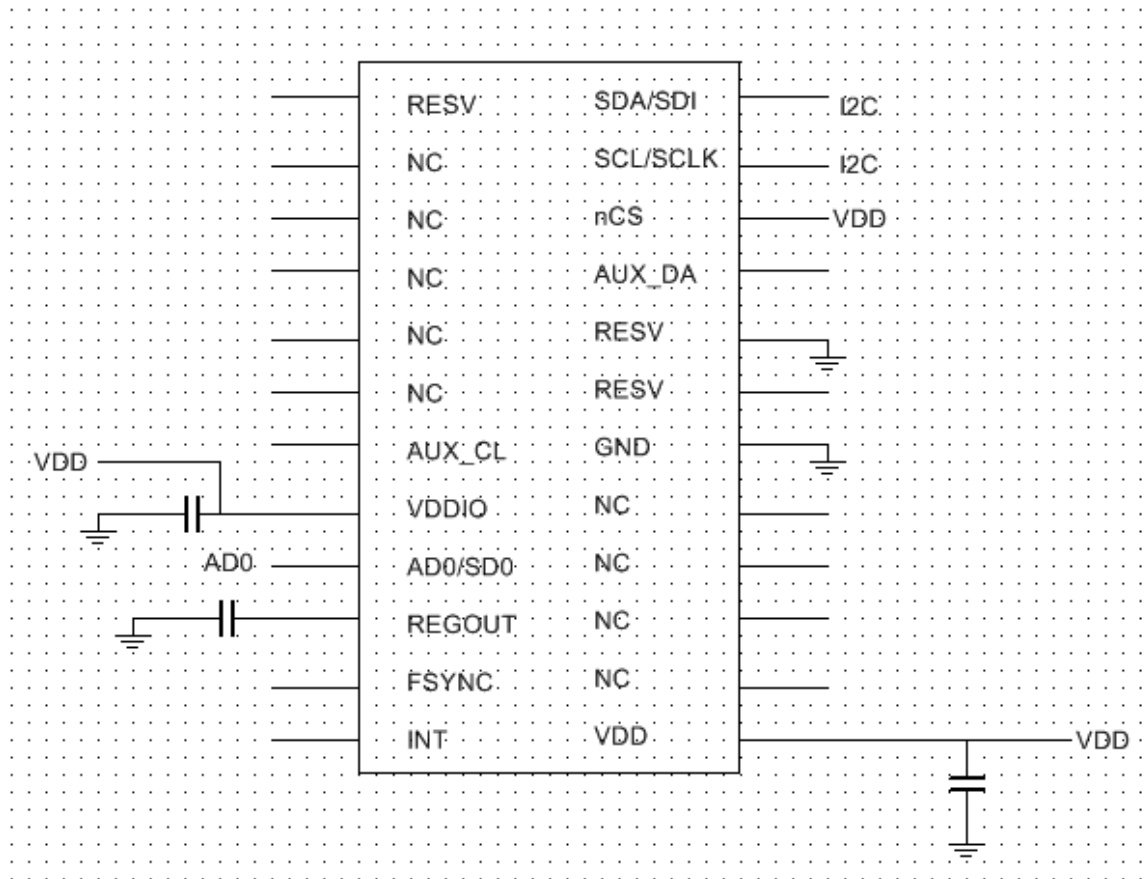 RESV SDA/SDI I2C
NC SCL/SCLK I2C
NC nCS VDD
NC AUX_DA
NC RESV
NC RESV
AUX_CL GND
VDD
VDDIO NC
AD0 AD0/SD0 NC
REGOUT NC
FSYNC NC
INT VDD VDD